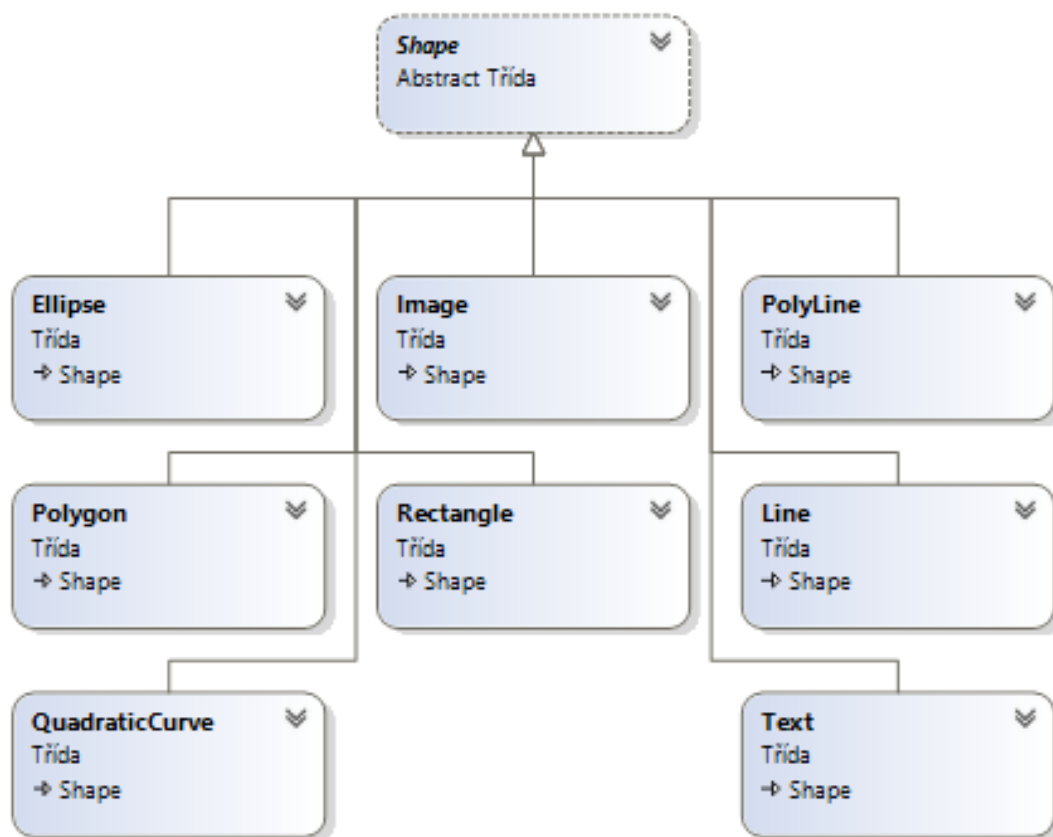 Shape
Abstract Třída
Ellipse
Třída
Shape
Image
Třída
Shape
PolyLine
Třída
Shape
Polygon
Třída
Shape
Rectangle
Třída
Shape
Line
Třída
Shape
QuadraticCurve
Třída
Shape
Text
Třída
Shape